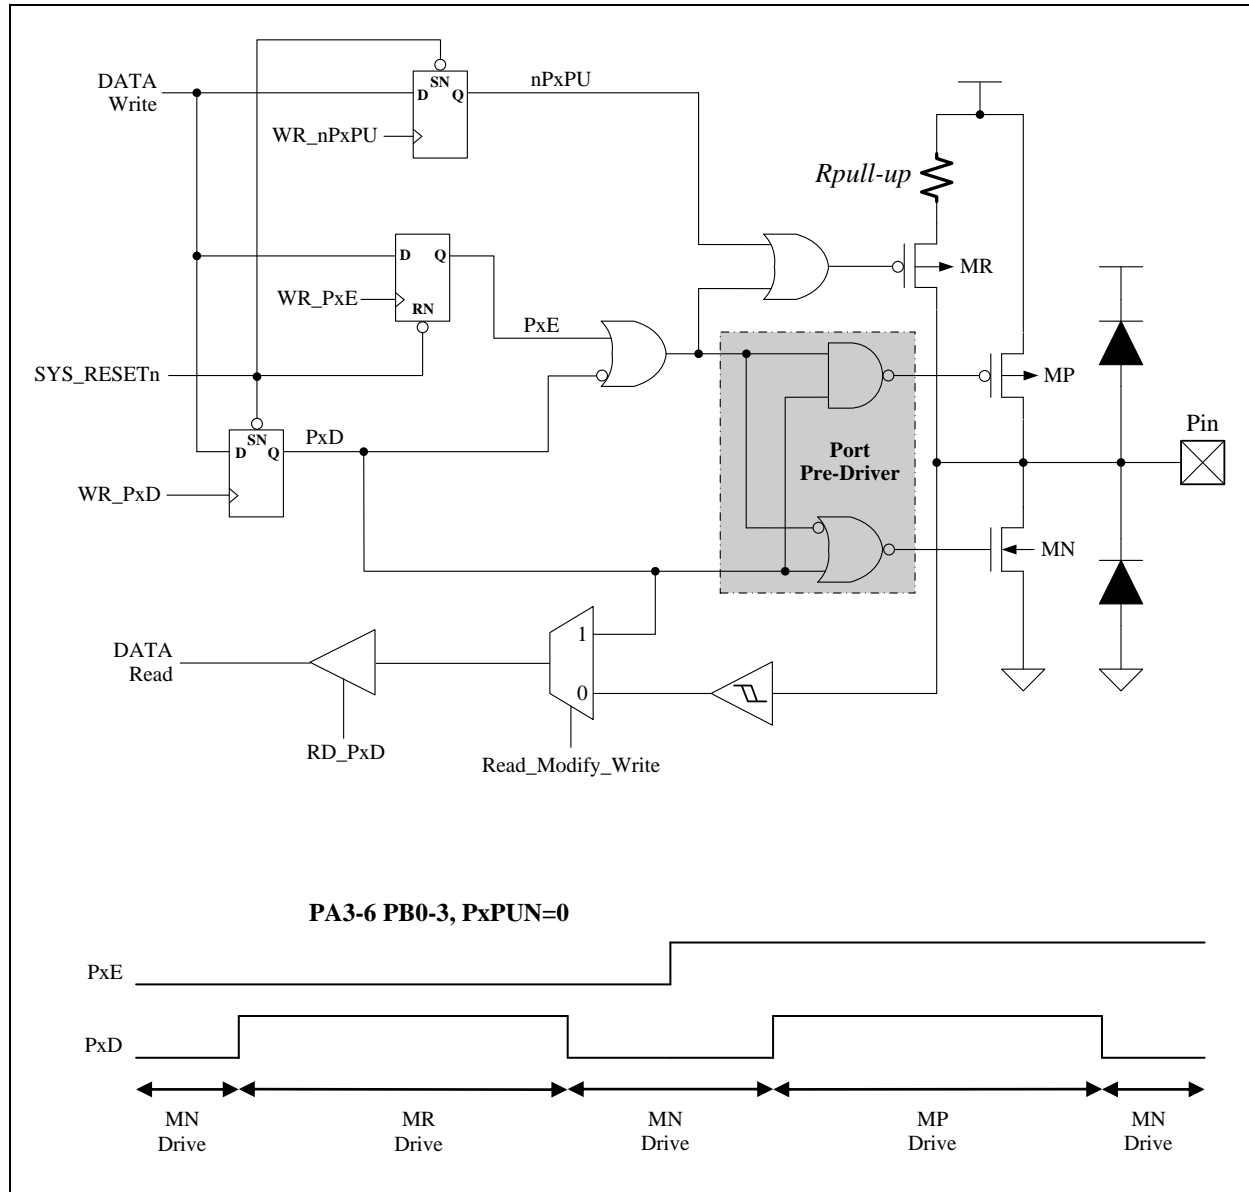 DATA
Write
SN
D Q
nPxPU
WR_nPxPU
Rpull-up
D Q
RN
WR_PxE
PxE
MR
SYS_RESETn
MP
SN
D Q
PxD
WR_PxD
Port
Pre-Driver
Pin
MN
1
0
DATA
Read
RD_PxD
Read_Modify_Write
PA3-6 PB0-3, PxPUN=0
PxE
PxD
MN
Drive
MR
Drive
MN
Drive
MP
Drive
MN
Drive